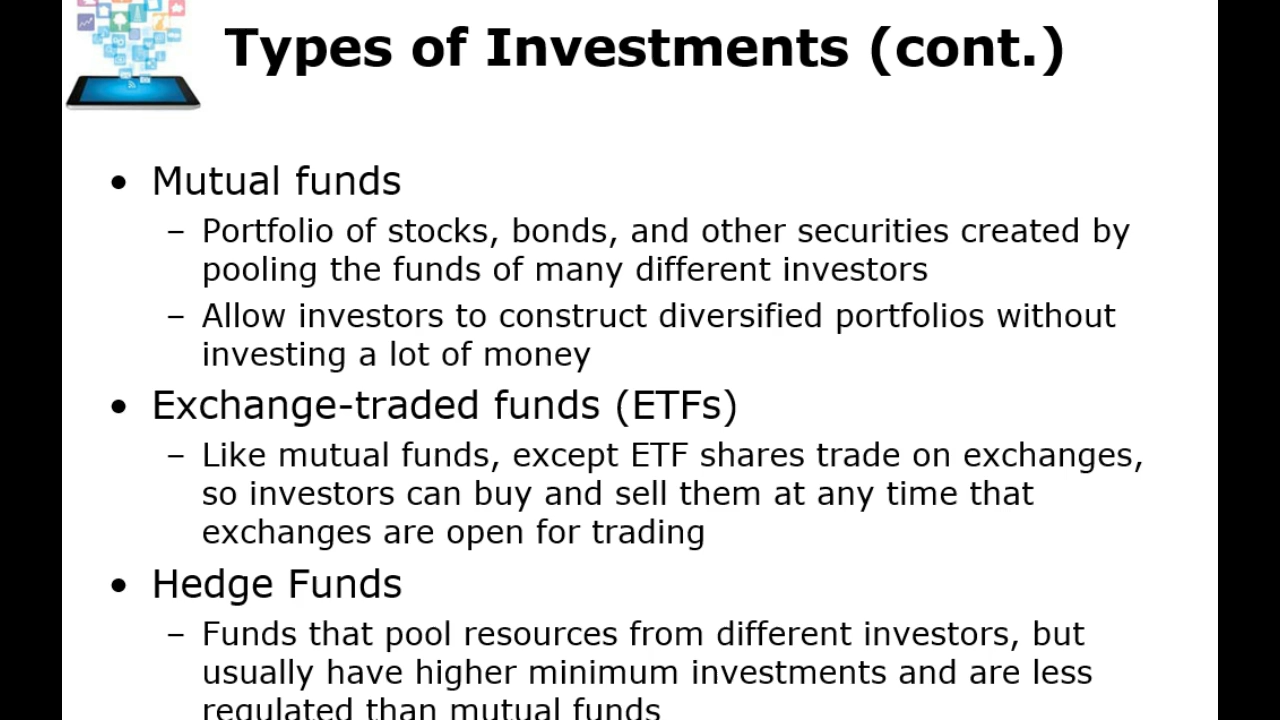 Types of Investments (cont.)
• Mutual funds
– Portfolio of stocks, bonds, and other securities created by
pooling the funds of many different investors
– Allow investors to construct diversified portfolios without
investing a lot of money
• Exchange-traded funds (ETFs)
– Like mutual funds, except ETF shares trade on exchanges,
so investors can buy and sell them at any time that
exchanges are open for trading
• Hedge Funds
– Funds that pool resources from different investors, but
usually have higher minimum investments and are less
regulated than mutual funds